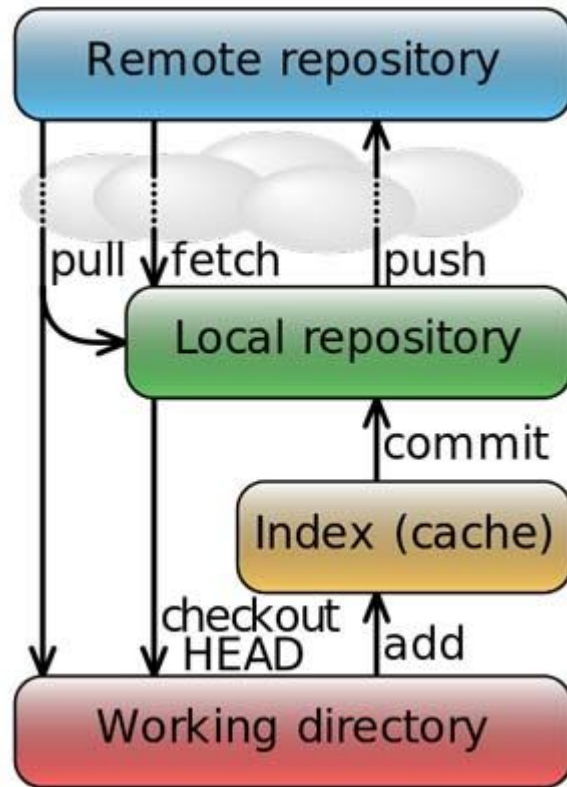 Remote repository
pull fetch push
Local repository
commit
Index (cache)
checkout
HEAD
add
Working directory